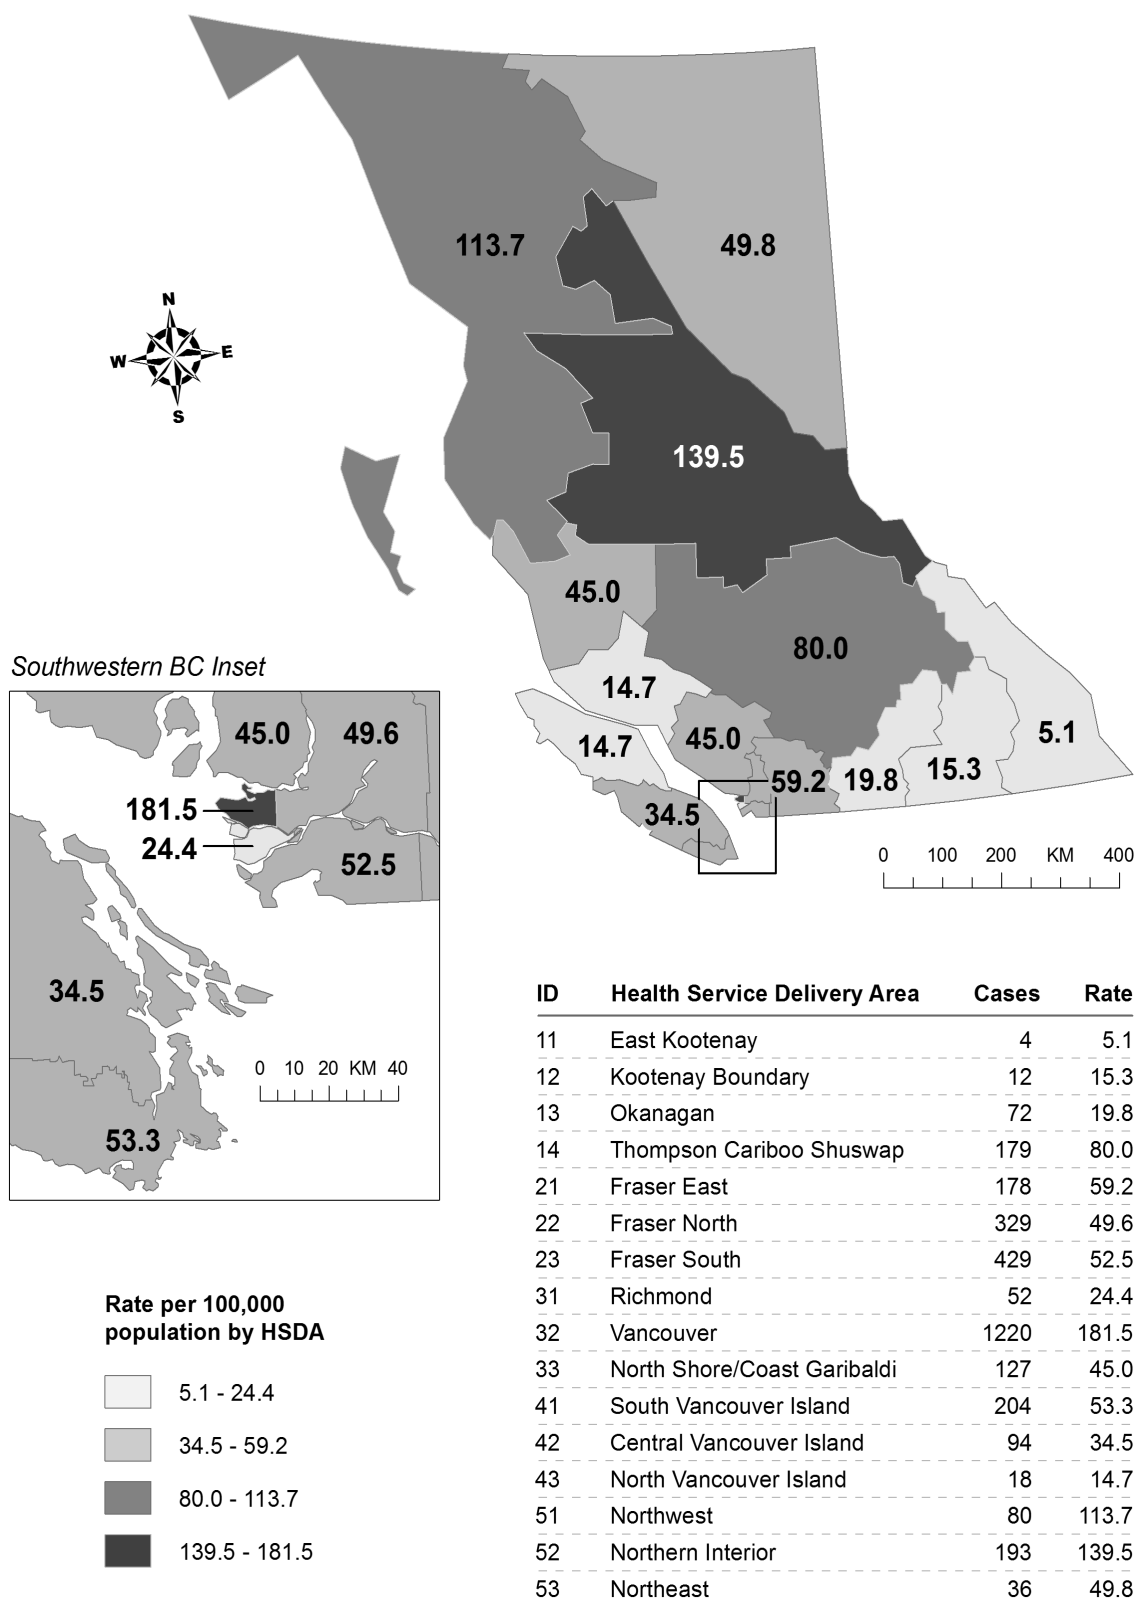 113.7
49.8
N
W
E
S
139.5
45.0
80.0
Southwestern BC Inset
14.7
14.7
45.0
59.2
19.8
15.3
5.1
34.5
0 100 200 KM 400
45.0
49.6
181.5
24.4
52.5
34.5
0 10 20 KM 40
53.3
ID Health Service Delivery Area Cases Rate
11 East Kootenay 4 5.1
12 Kootenay Boundary 12 15.3
13 Okanagan 72 19.8
14 Thompson Cariboo Shuswap 179 80.0
21 Fraser East 178 59.2
22 Fraser North 329 49.6
23 Fraser South 429 52.5
31 Richmond 52 24.4
32 Vancouver 1220 181.5
33 North Shore/Coast Garibaldi 127 45.0
41 South Vancouver Island 204 53.3
42 Central Vancouver Island 94 34.5
43 North Vancouver Island 18 14.7
51 Northwest 80 113.7
52 Northern Interior 193 139.5
53 Northeast 36 49.8
Rate per 100,000
population by HSDA
5.1 - 24.4
34.5 - 59.2
80.0 - 113.7
139.5 - 181.5